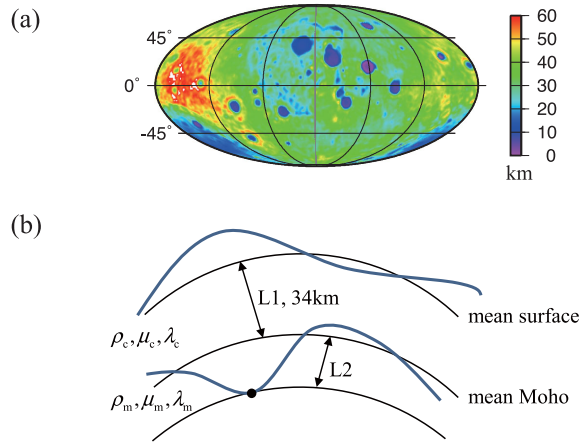 (a)
45°
0°
-45°
60
50
40
30
20
10
0
km
(b)
L1, 34km
ρc,μc,λc
mean surface
L2
ρm,μm,λm
mean Moho